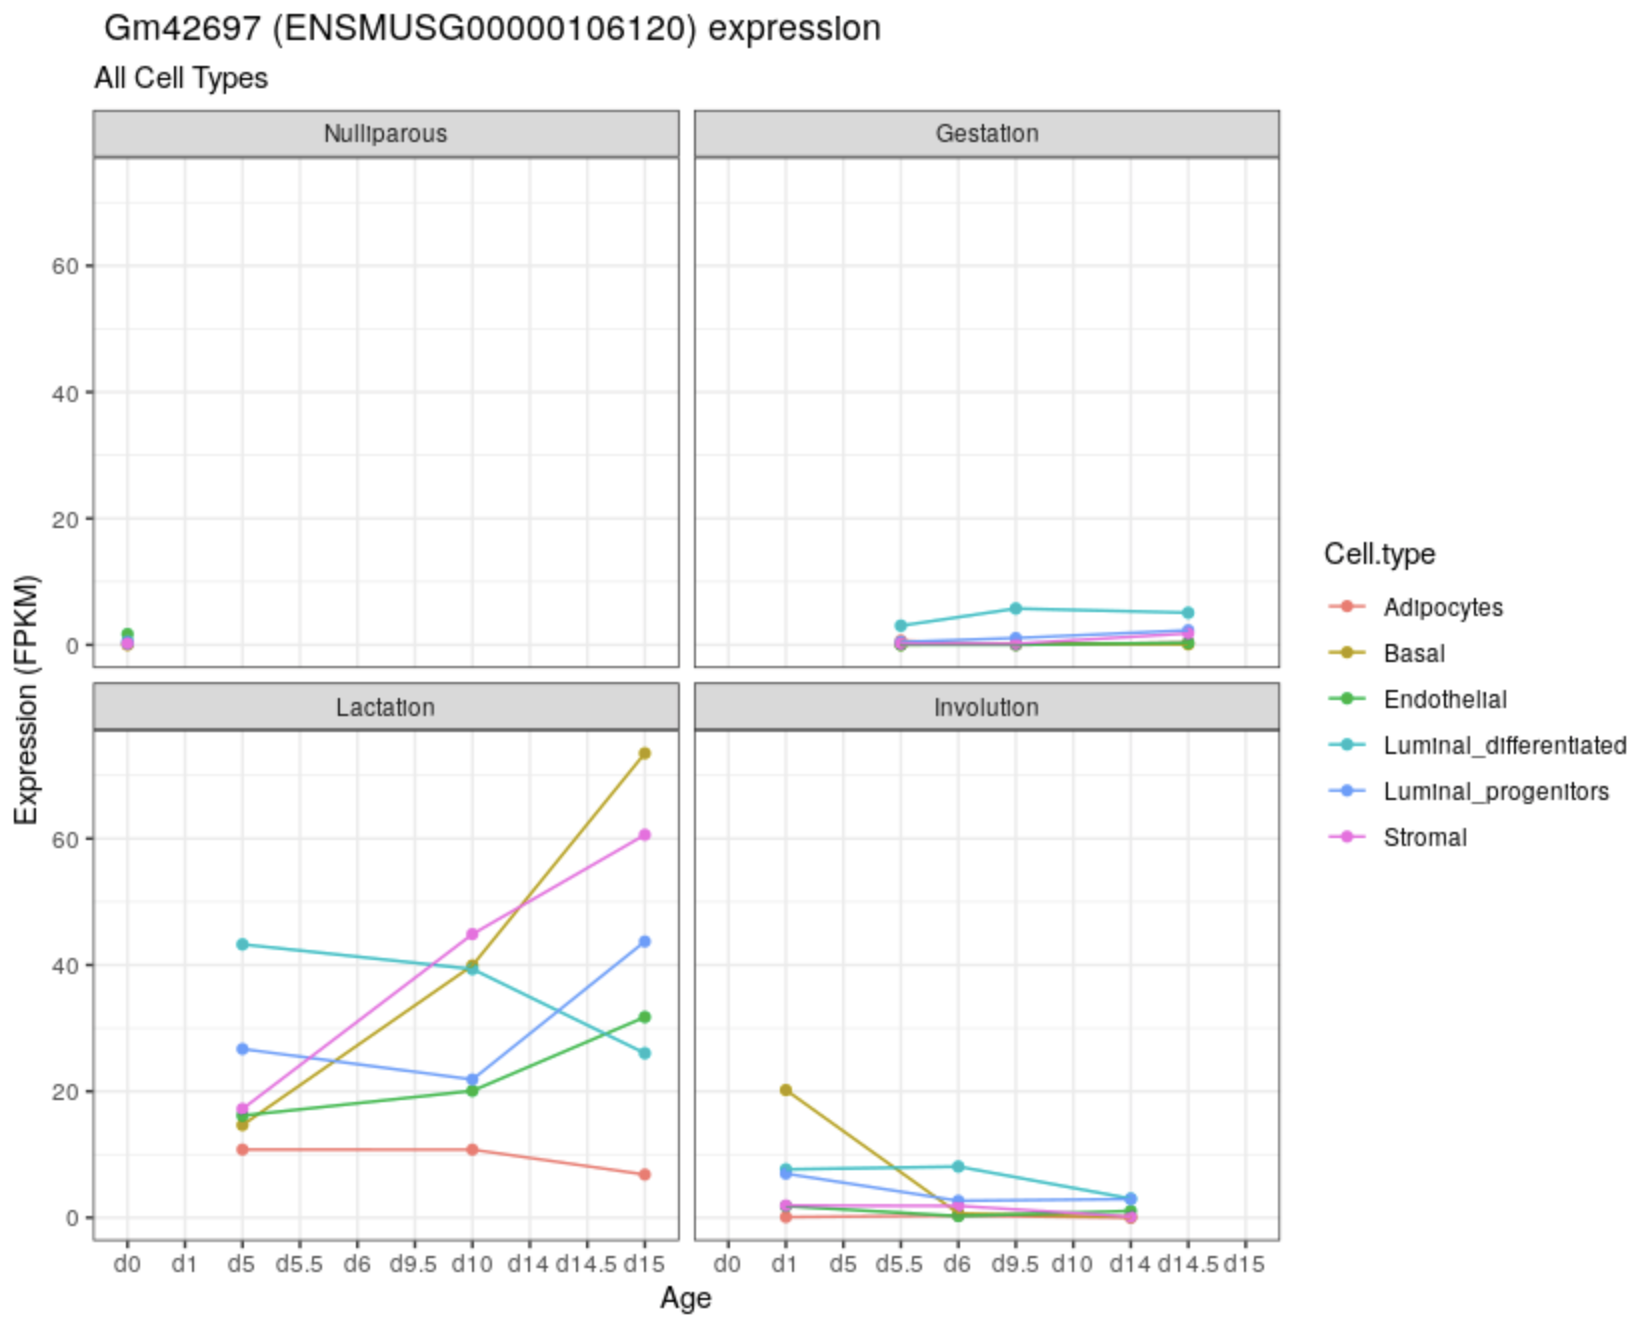 Gm42697 (ENSMUSG00000106120) expression
All Cell Types
Nulliparous
Gestation
60
40
20
0
Expression (FPKM)
Lactation
Involution
60
40
20
0
d0 d1 d5 d5.5 d6 d9.5 d10 d14 d14.5 d15
d0 d1 d5 d5.5 d6 d9.5 d10 d14 d14.5 d15
Age
Cell.type
Adipocytes
Basal
Endothelial
Luminal_differentiated
Luminal_progenitors
Stromal